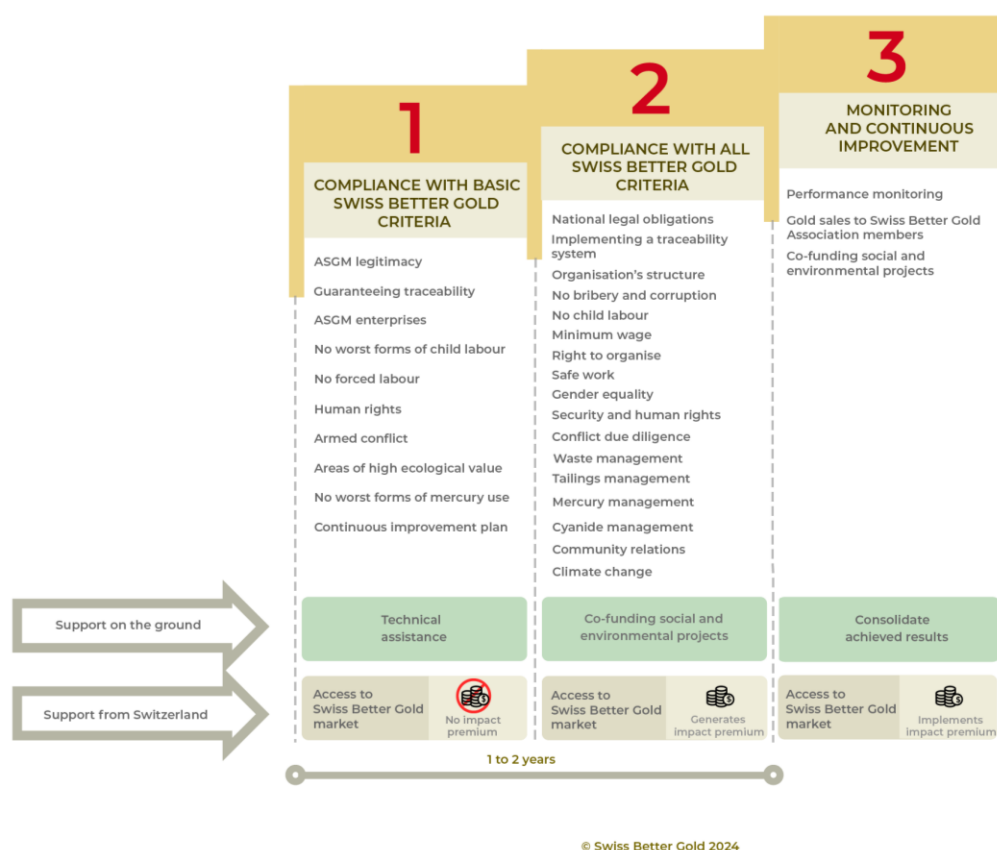 1
COMPLIANCE WITH BASIC
SWISS BETTER GOLD
CRITERIA
ASGM legitimacy
Guaranteeing traceability
ASGM enterprises
No worst forms of child labour
No forced labour
Human rights
Armed conflict
Areas of high ecological value
No worst forms of mercury use
Continuous improvement plan
2
COMPLIANCE WITH ALL
SWISS BETTER GOLD
CRITERIA
National legal obligations
Implementing a traceability
system
Organisation's structure
No bribery and corruption
No child labour
Minimum wage
Right to organise
Safe work
Gender equality
Security and human rights
Conflict due diligence
Waste management
Tailings management
Mercury management
Cyanide management
Community relations
Climate change
3
MONITORING
AND CONTINUOUS
IMPROVEMENT
Performance monitoring
Gold sales to Swiss Better Gold
Association members
Co-funding social and
environmental projects
Support on the ground
Technical
assistance
Co-funding social and
environmental projects
Consolidate
achieved results
Support from Switzerland
Access to
Swiss Better Gold
market
No impact
premium
Access to
Swiss Better Gold
market
Generates
impact premium
Access to
Swiss Better Gold
market
Implements
impact premium
1 to 2 years
© Swiss Better Gold 2024